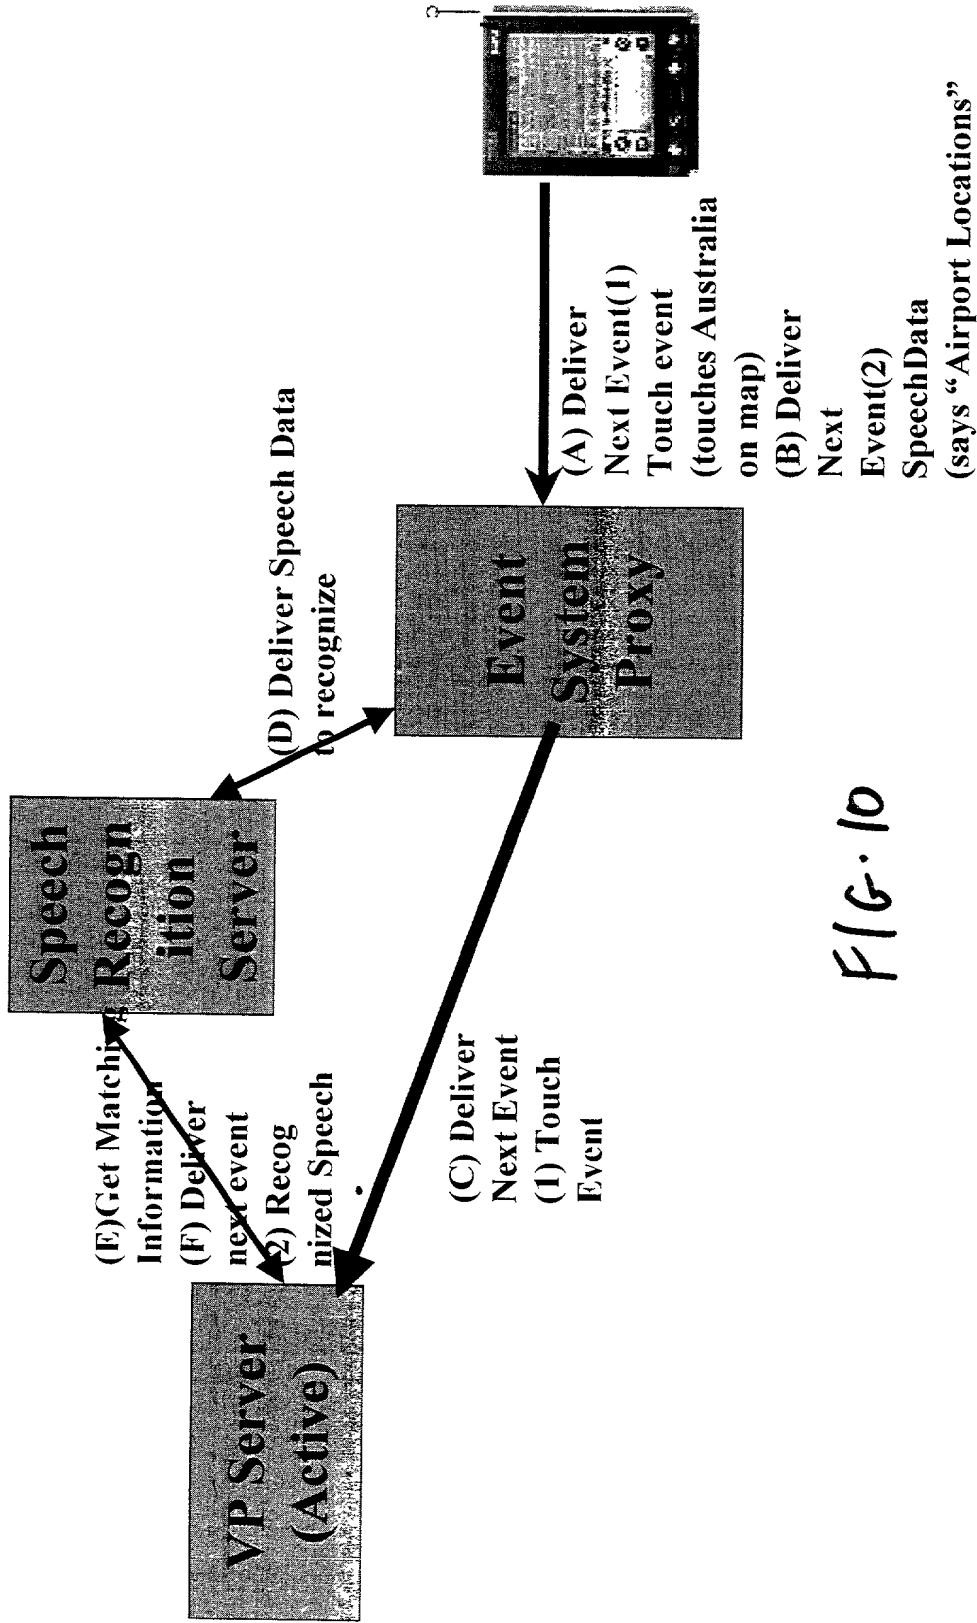 VP Server
(Active)
(E)Get Matching
Information
(F) Deliver
next event
(2) Recog
nized Speech
Speech
Recogn
ition
Server
(D) Deliver Speech Data
to recognize
(C) Deliver
Next Event
(1) Touch
Event
Event
System
Proxy
(A) Deliver
Next Event(1)
Touch event
(touches Australia
on map)
(B) Deliver
Next
Event(2)
SpeechData
(says “Airport Locations”
FIG. 10